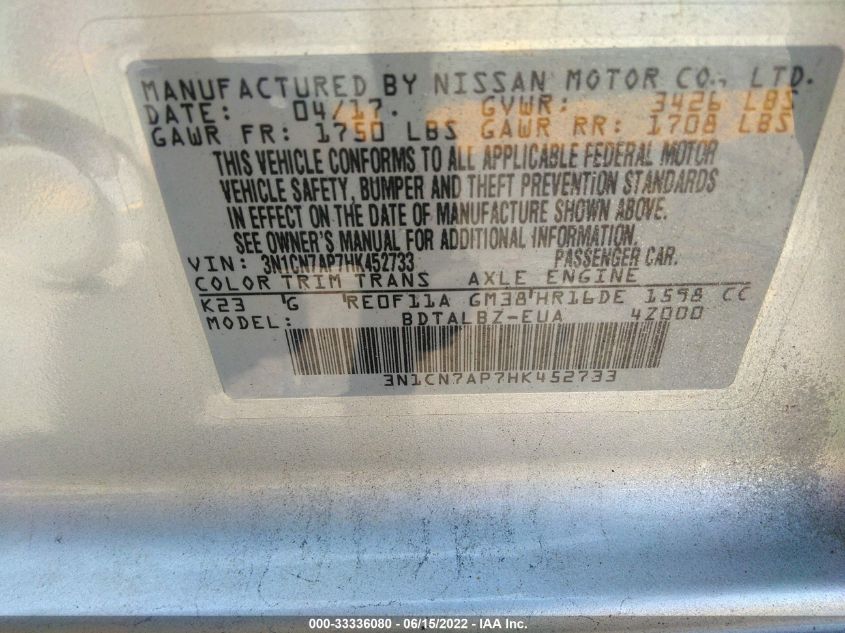 MANUFACTURED BY NISSAN MOTOR CO., LTD.
DATE: 04/17. GVWR: 3426 LBS
GAWR FR: 1750 LBS GAWR RR: 1708 LBS
THIS VEHICLE CONFORMS TO ALL APPLICABLE FEDERAL MOTOR
VEHICLE SAFETY, BUMPER AND THEFT PREVENTION STANDARDS
IN EFFECT ON THE DATE OF MANUFACTURE SHOWN ABOVE.
SEE OWNER'S MANUAL FOR ADDITIONAL INFORMATION.
VIN: 3N1CN7AP7HK452733 PASSENGER CAR.
COLOR TRIM TRANS AXLE ENGINE
K23 'G 'RE0F11A GM38'HR16DE 1598 CC
MODEL: BDTALBZ-EUA 4Z000
3N1CN7AP7HK452733
000-33336080 - 06/15/2022 - IAA Inc.